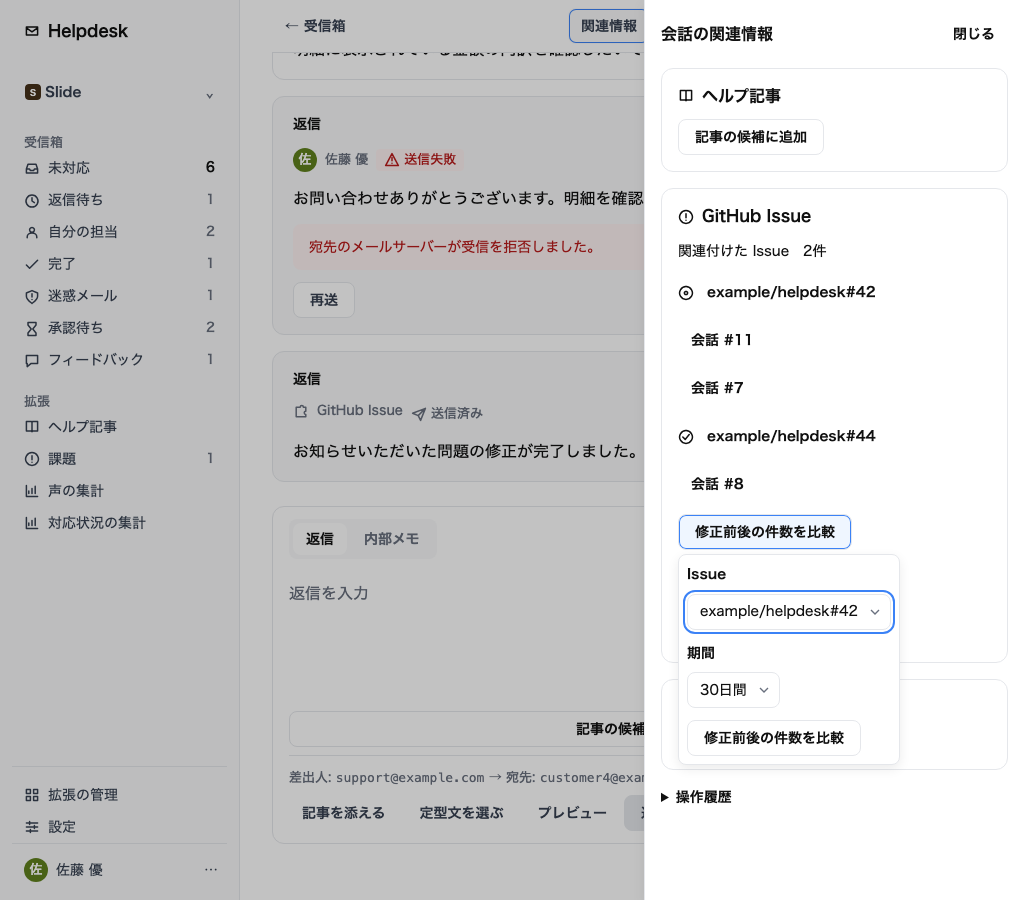 Helpdesk
S Slide
受信箱
未対応 6
返信待ち 1
自分の担当 2
完了 1
迷惑メール 1
承認待ち 2
フィードバック 1
拡張
ヘルプ記事
課題 1
声の集計
対応状況の集計
拡張の管理
設定
佐 佐藤 優 …
← 受信箱
関連情報
返信
佐 佐藤 優 送信失敗
お問い合わせありがとうございます。明細を確認
宛先のメールサーバーが受信を拒否しました。
再送
返信
GitHub Issue 送信済み
お知らせいただいた問題の修正が完了しました。
返信 内部メモ
返信を入力
記事の候補
差出人: support@example.com → 宛先: customer4@exam
記事を添える 定型文を選ぶ プレビュー
会話の関連情報 閉じる
ヘルプ記事
記事の候補に追加
GitHub Issue
関連付けた Issue 2件
example/helpdesk#42
会話 #11
会話 #7
example/helpdesk#44
会話 #8
修正前後の件数を比較
Issue
example/helpdesk#42
期間
30日間
修正前後の件数を比較
▶ 操作履歴